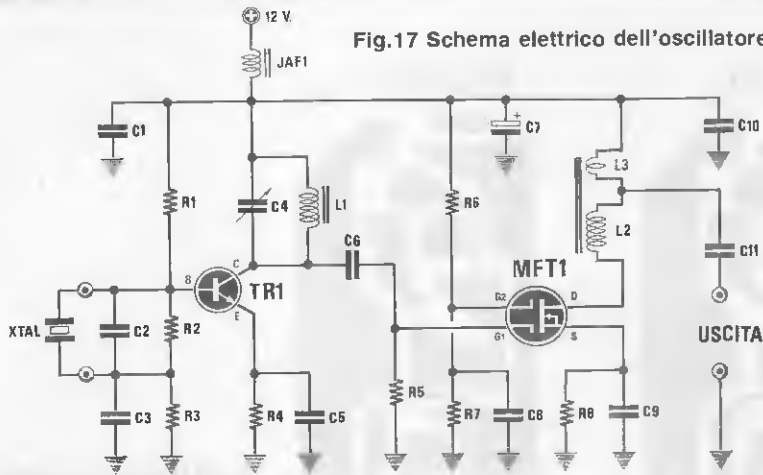 12 V.
Fig.17 Schema elettrico dell'oscillatore
JAF1
C1
C7
+
C10
R1
C4
L1
R6
L3
L2
C6
C11
MFT1
B
C
TR1
E
G2
D
G1
S
XTAL
C2
R2
USCITA
C3
R3
R4
C5
R5
R7
C8
R8
C9